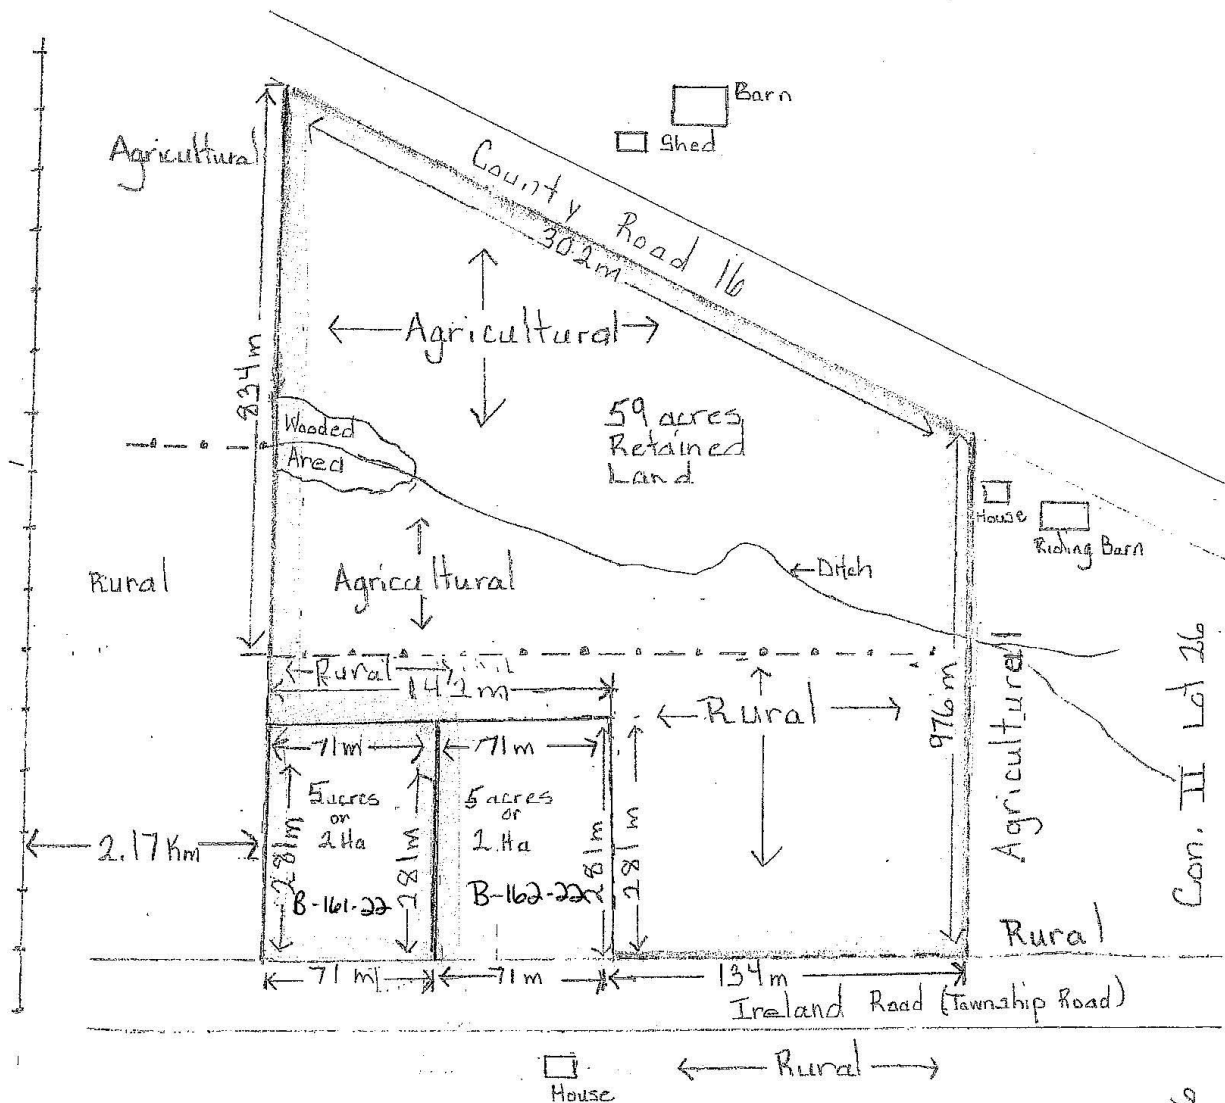 Barn
Shed
Agricultural
County Road 16
302m
Agricultural
834m
59 acres
Retained
Land
Wooded
Area
House
Riding Barn
Rural
Agricultural
Ditch
Rural
142m
Rural
976m
Agriculturall
Con. II Lot 26
71m
71m
5 acres
or
2 Ha
5 acres
or
2 Ha
281m
281m
281m
281m
2.17 Km
B-161-22
B-162-22
Rural
71m
71m
134m
Ireland Road (Township Road)
House
Rural